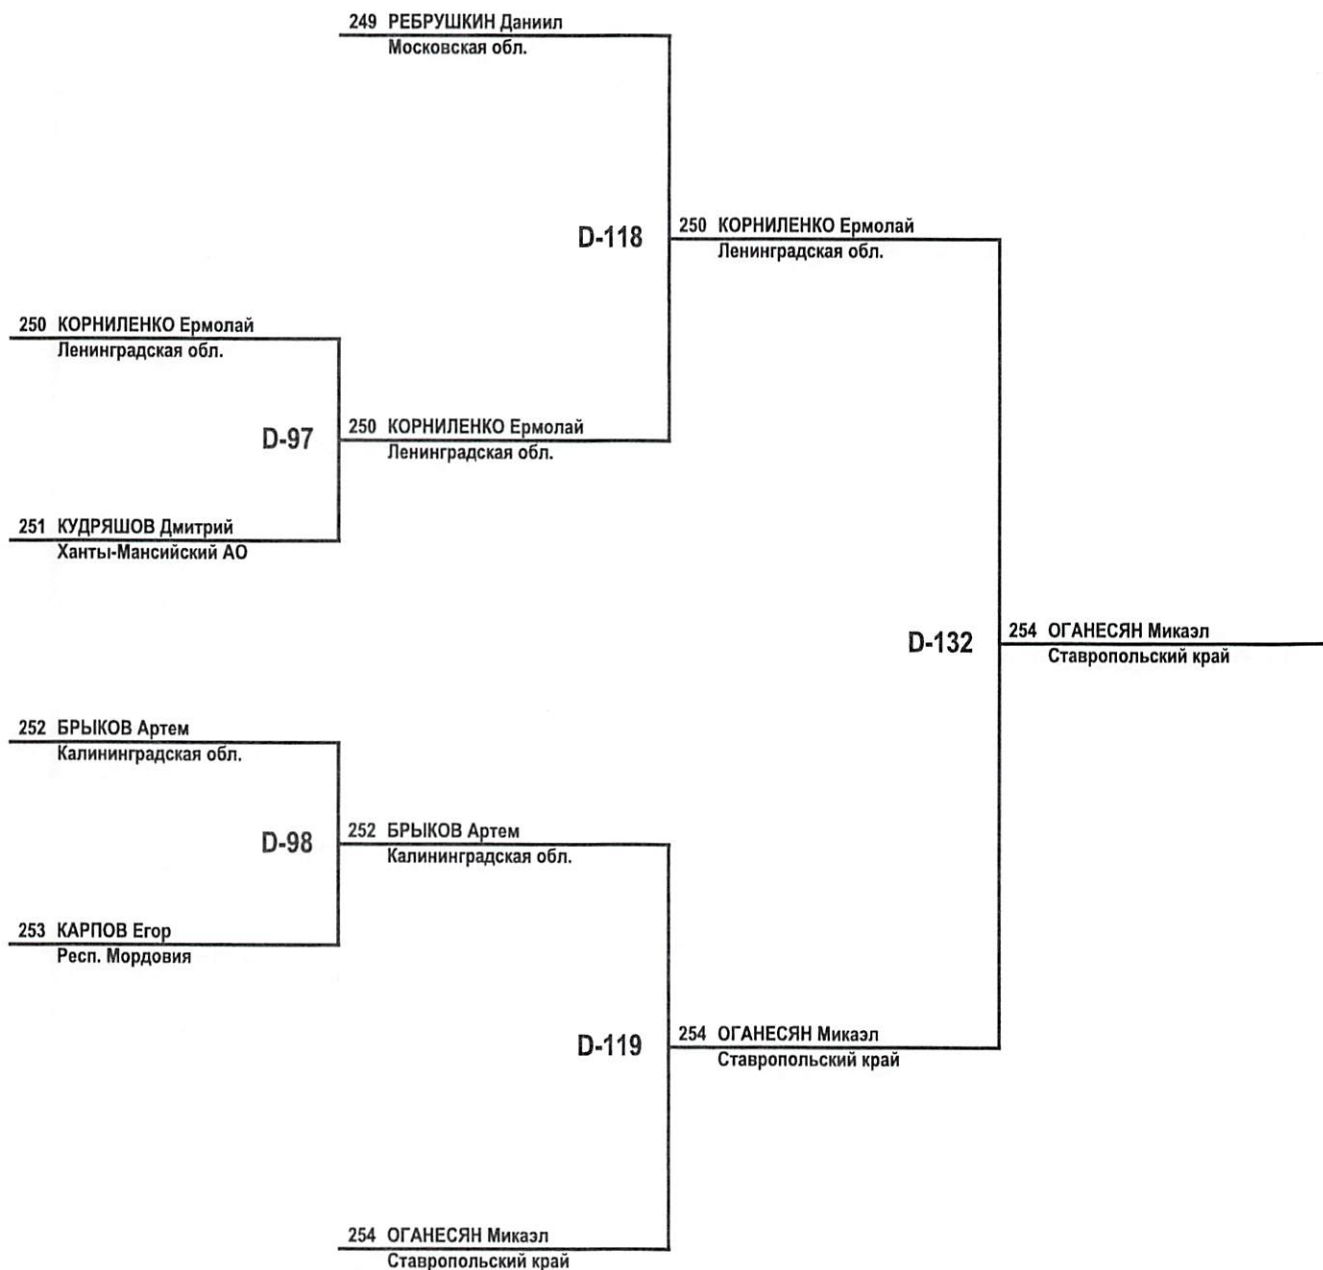 249 РЕБРУШКИН Даниил
Московская обл.
D-118
250 КОРНИЛЕНКО Ермолай
Ленинградская обл.
250 КОРНИЛЕНКО Ермолай
Ленинградская обл.
D-97
250 КОРНИЛЕНКО Ермолай
Ленинградская обл.
251 КУДРЯШОВ Дмитрий
Ханты-Мансийский АО
D-132
254 ОГАНЕСЯН Микаэл
Ставропольский край
252 БРЫКОВ Артем
Калининградская обл.
D-98
252 БРЫКОВ Артем
Калининградская обл.
253 КАРПОВ Егор
Респ. Мордовия
D-119
254 ОГАНЕСЯН Микаэл
Ставропольский край
254 ОГАНЕСЯН Микаэл
Ставропольский край